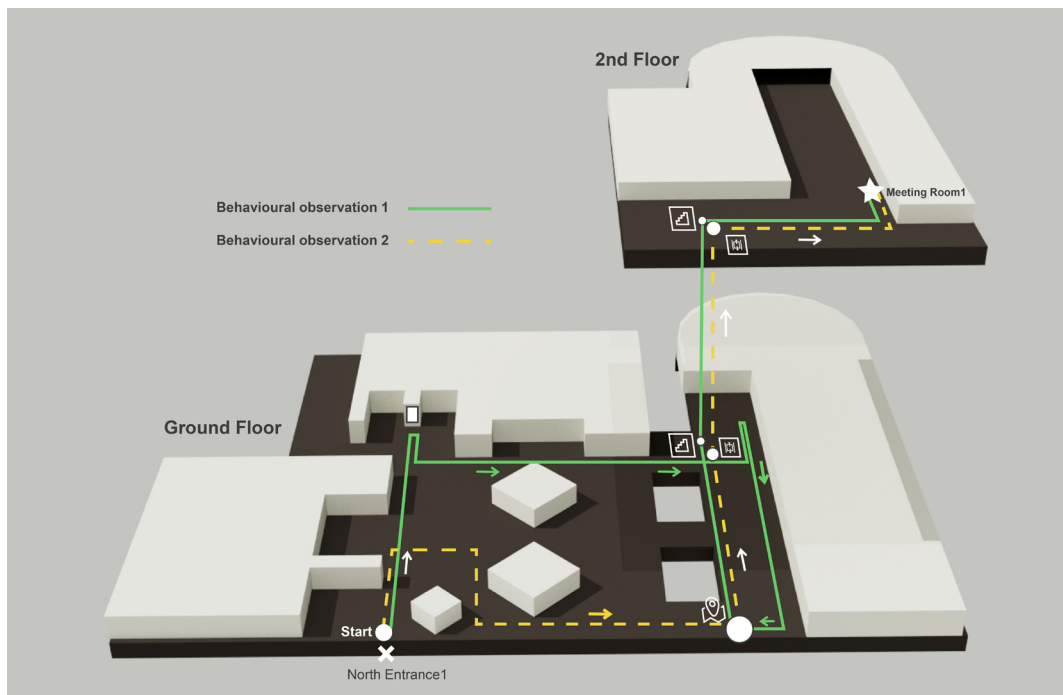 2nd Floor
Meeting Room1
Behavioural observation 1
Behavioural observation 2
Ground Floor
Start
North Entrance1